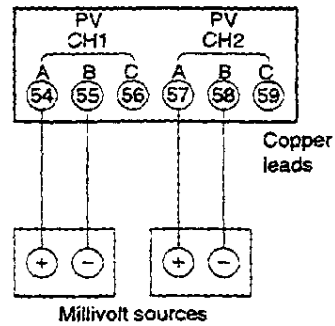 PV PV
CH1 CH2
A B C A B C
54 55 56 57 58 59
Copper
leads
+ − + −
Millivolt sources